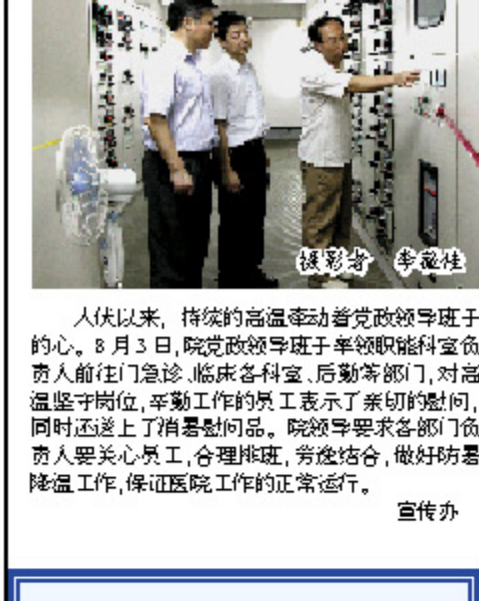 摄影者 李蕴佳
入伏以来，持续的高温牵动着党政领导班子
的心。8月3日,院党政领导班子率领职能科室负
责人前往门急诊、临床各科室、后勤等部门,对高
温坚守岗位,辛勤工作的员工表示了亲切的慰问,
同时还送上了消暑慰问品。院领导要求各部门负
责人要关心员工,合理排班,劳逸结合,做好防暑
降温工作,保证医院工作的正常运行。
宣传办